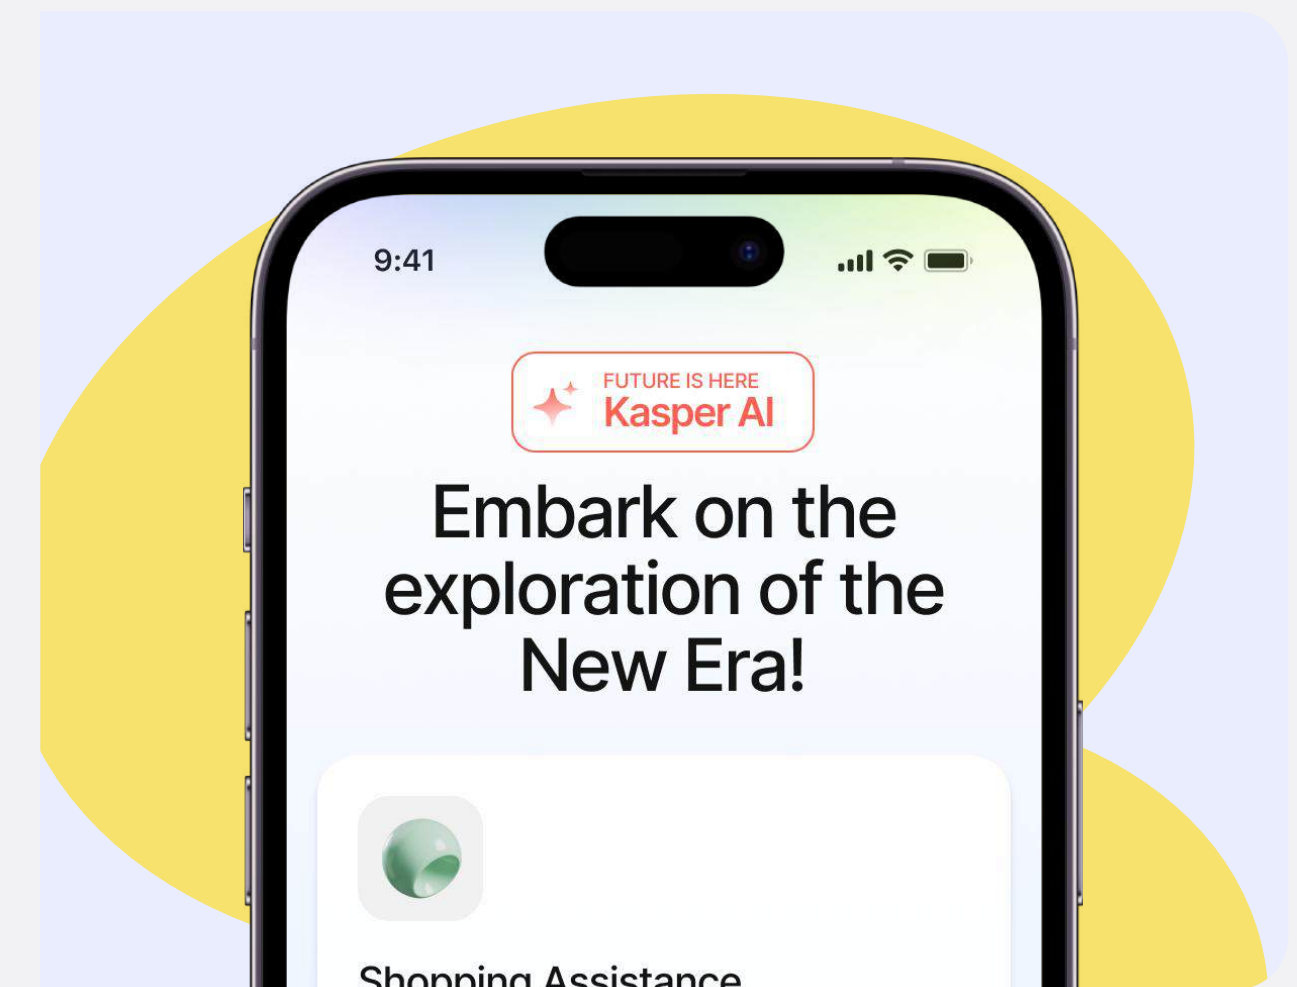 9:41
FUTURE IS HERE
Kasper AI
Embark on the
exploration of the
New Era!
Shopping Assistance